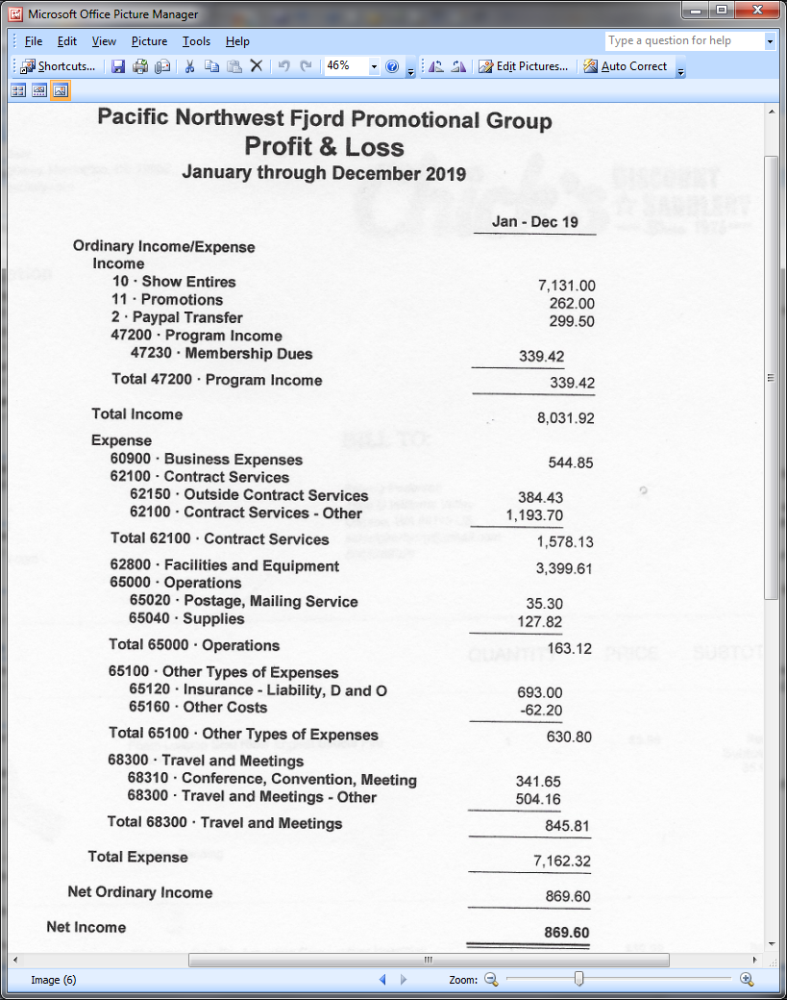 Microsoft Office Picture Manager
File Edit View Picture Tools Help
Type a question for help
Shortcuts... 46% Edit Pictures... Auto Correct
Pacific Northwest Fjord Promotional Group
Profit & Loss
January through December 2019
Jan - Dec 19
Ordinary Income/Expense
Income
10 · Show Entires 7,131.00
11 · Promotions 262.00
2 · Paypal Transfer 299.50
47200 · Program Income
47230 · Membership Dues 339.42
Total 47200 · Program Income 339.42
Total Income 8,031.92
Expense
60900 · Business Expenses 544.85
62100 · Contract Services
62150 · Outside Contract Services 384.43
62100 · Contract Services - Other 1,193.70
Total 62100 · Contract Services 1,578.13
62800 · Facilities and Equipment 3,399.61
65000 · Operations
65020 · Postage, Mailing Service 35.30
65040 · Supplies 127.82
Total 65000 · Operations 163.12
65100 · Other Types of Expenses
65120 · Insurance - Liability, D and O 693.00
65160 · Other Costs -62.20
Total 65100 · Other Types of Expenses 630.80
68300 · Travel and Meetings
68310 · Conference, Convention, Meeting 341.65
68300 · Travel and Meetings - Other 504.16
Total 68300 · Travel and Meetings 845.81
Total Expense 7,162.32
Net Ordinary Income 869.60
Net Income 869.60
Image (6) Zoom: